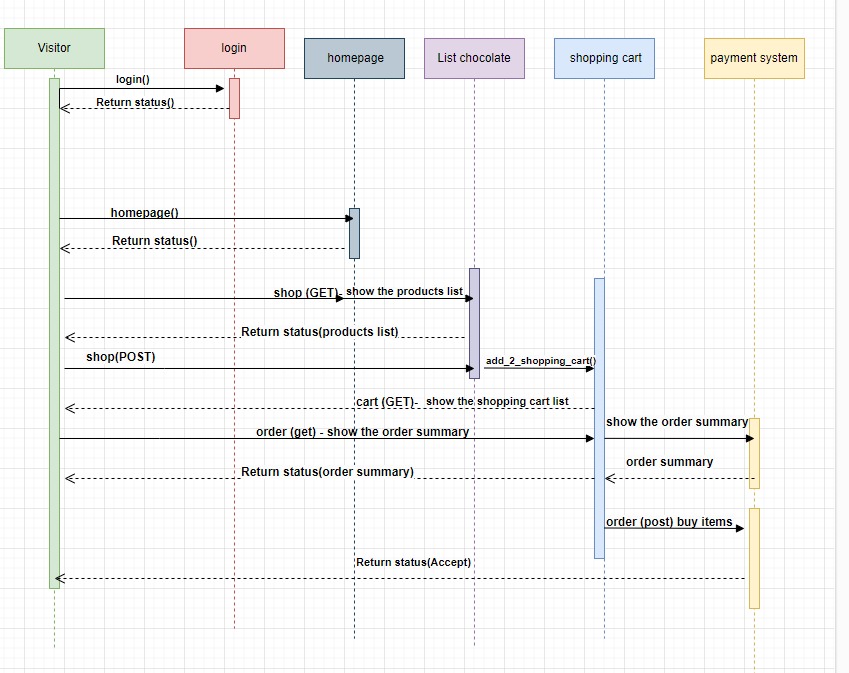 Visitor
login
homepage
List chocolate
shopping cart
payment system
login()
Return status()
homepage()
Return status()
shop (GET)- show the products list
Return status(products list)
shop(POST)
add_2_shopping_cart()
cart (GET)- show the shopping cart list
show the order summary
order (get) - show the order summary
order summary
Return status(order summary)
order (post) buy items
Return status(Accept)